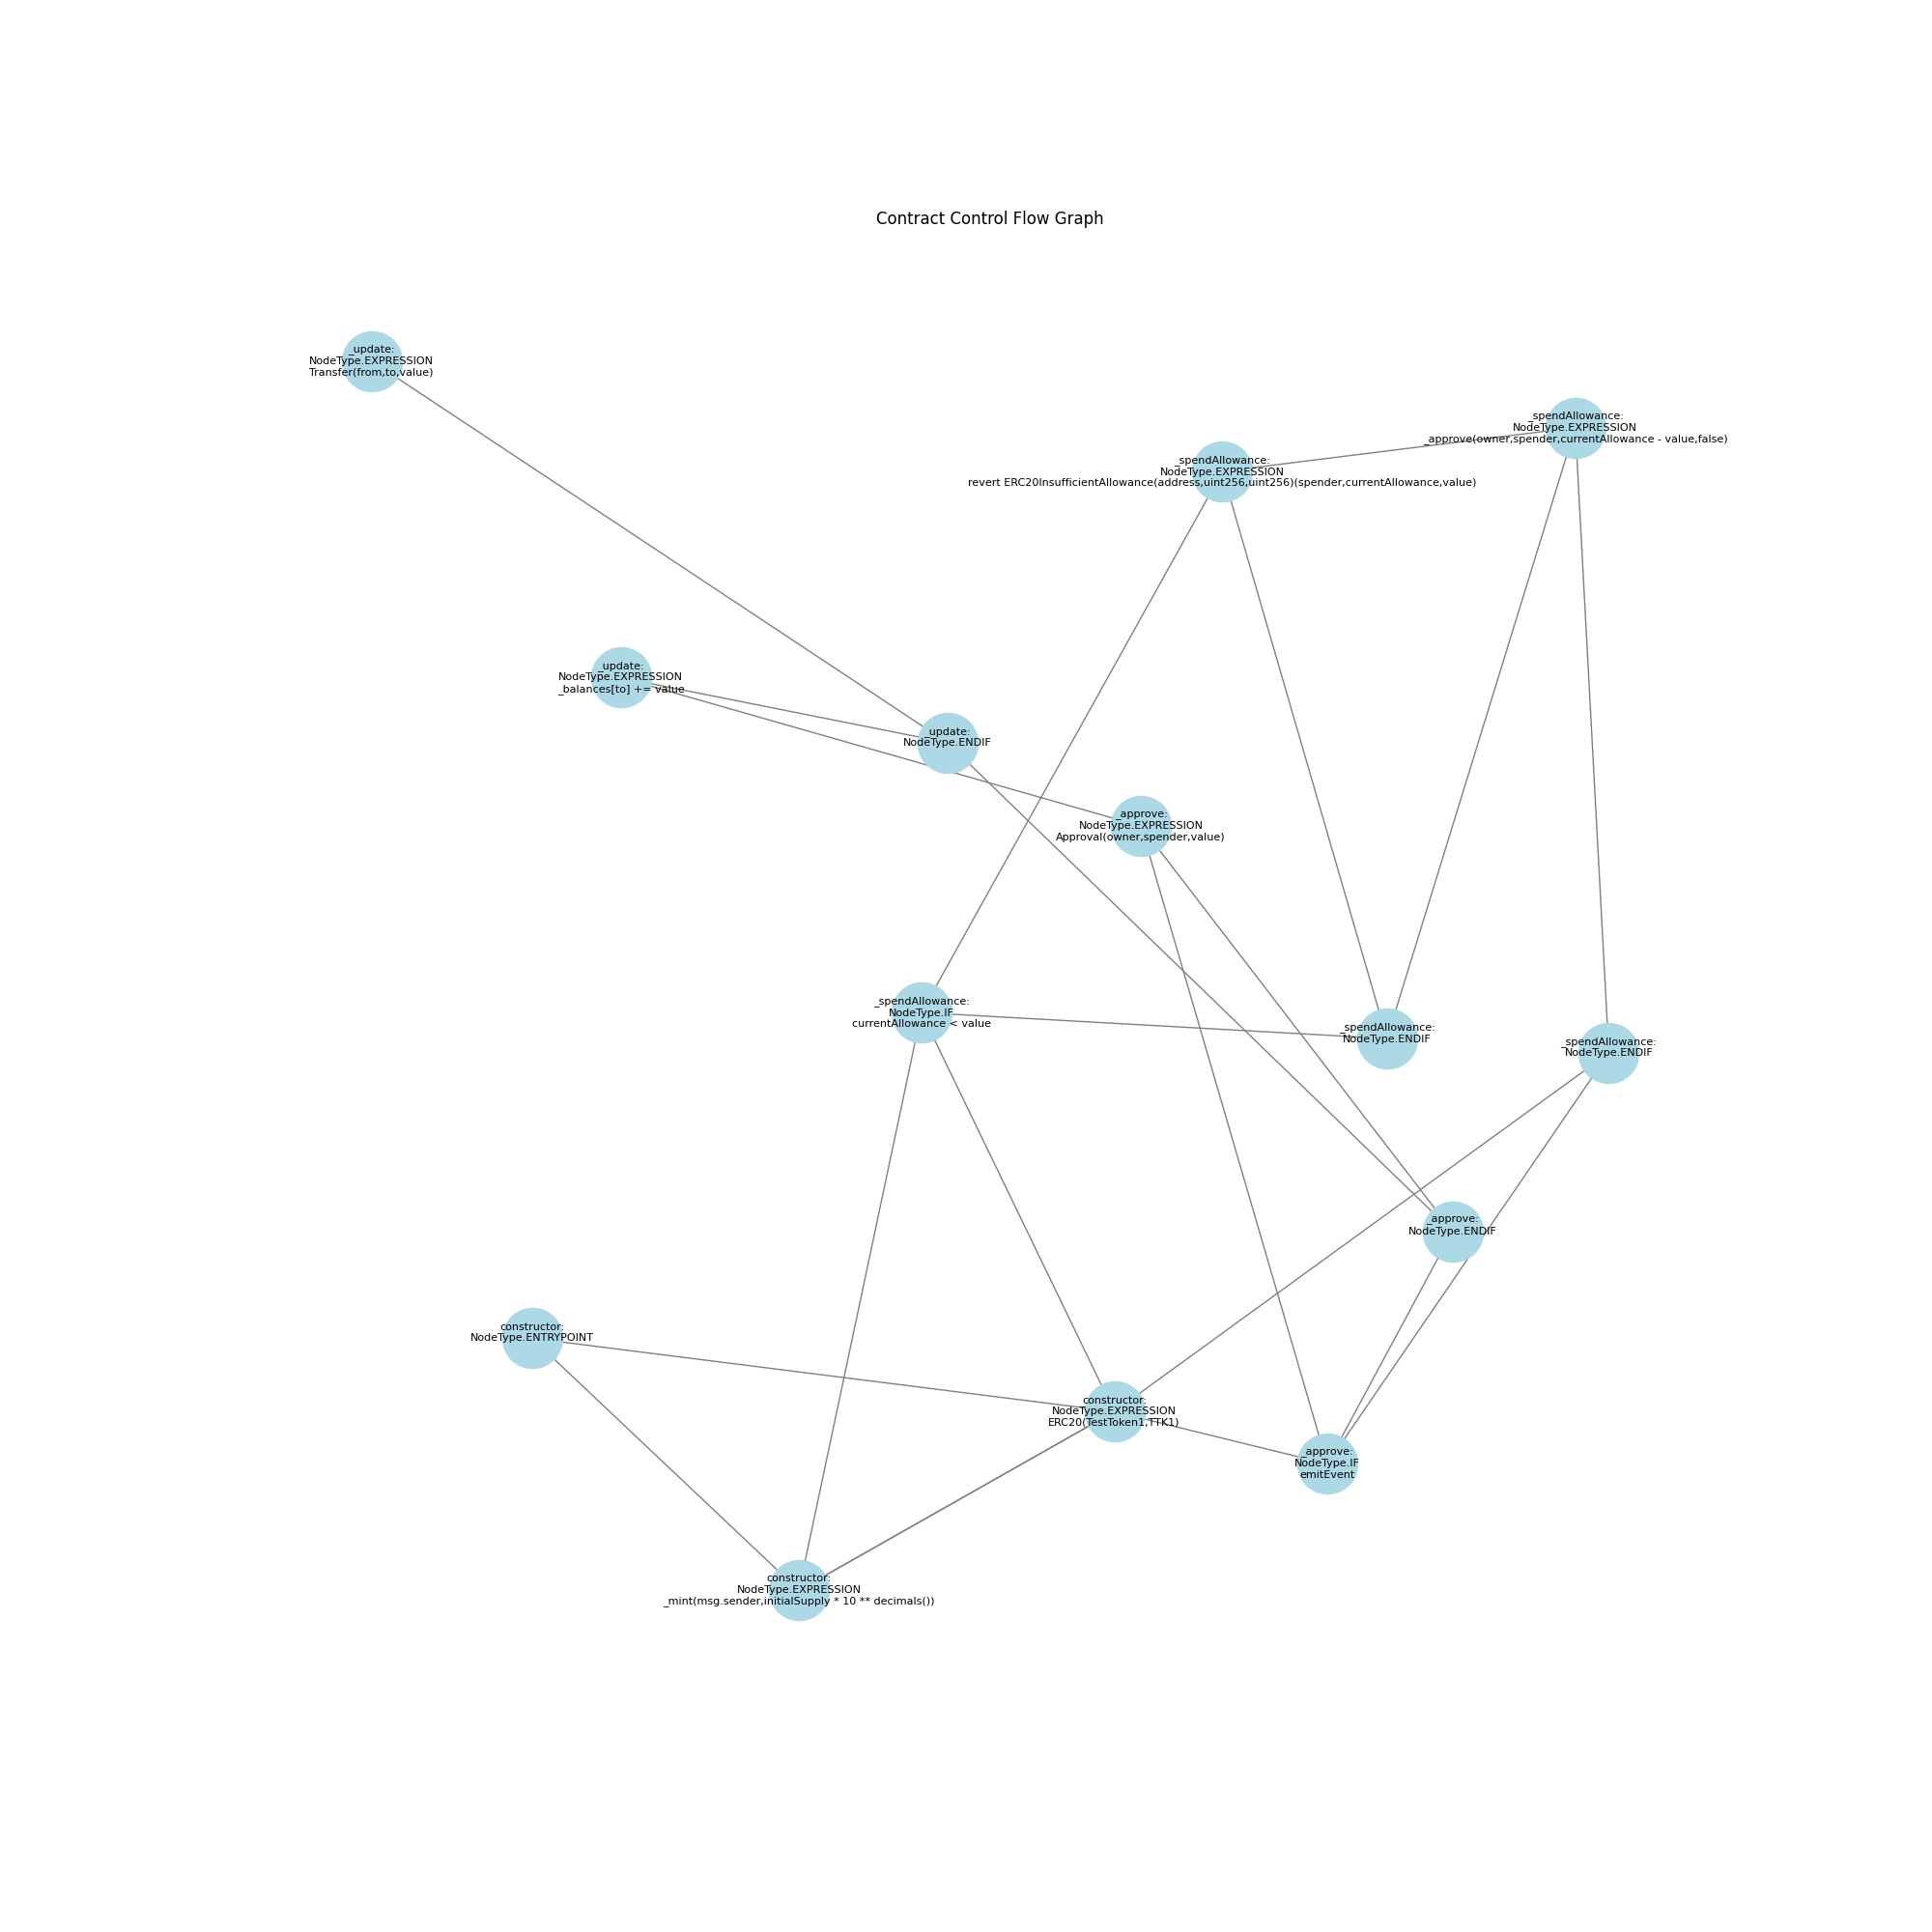 Contract Control Flow Graph
_update:
NodeType.EXPRESSION
Transfer(from,to,value)
_spendAllowance:
NodeType.EXPRESSION
_approve(owner,spender,currentAllowance - value,false)
_spendAllowance:
NodeType.EXPRESSION
revert ERC20InsufficientAllowance(address,uint256,uint256)(spender,currentAllowance,value)
_update:
NodeType.EXPRESSION
_balances[to] += value
_update:
NodeType.ENDIF
_approve:
NodeType.EXPRESSION
Approval(owner,spender,value)
_spendAllowance:
NodeType.IF
currentAllowance < value
_spendAllowance:
NodeType.ENDIF
_spendAllowance:
NodeType.ENDIF
_approve:
NodeType.ENDIF
constructor:
NodeType.ENTRYPOINT
constructor:
NodeType.EXPRESSION
ERC20(TestToken1,TTK1)
_approve:
NodeType.IF
emitEvent
constructor:
NodeType.EXPRESSION
_mint(msg.sender,initialSupply * 10 ** decimals())